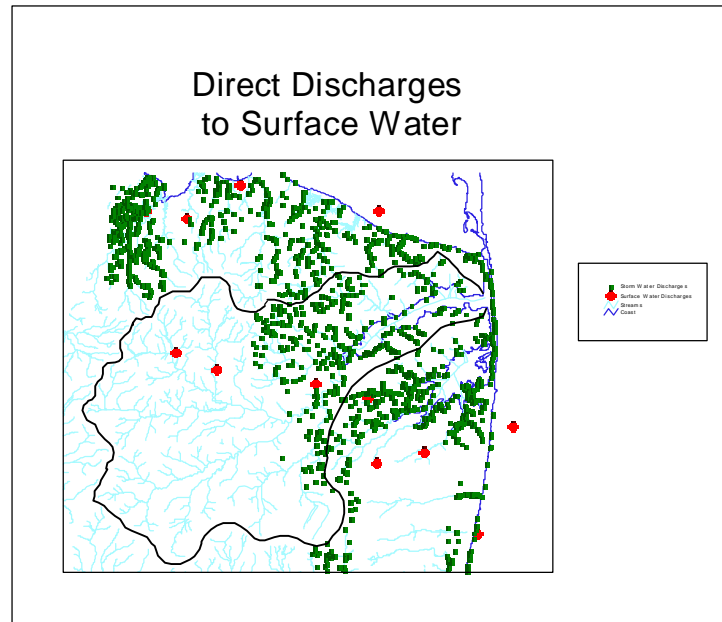 Direct Discharges
to Surface Water
Storm Water Discharges
Surface Water Discharges
Streams
Coast